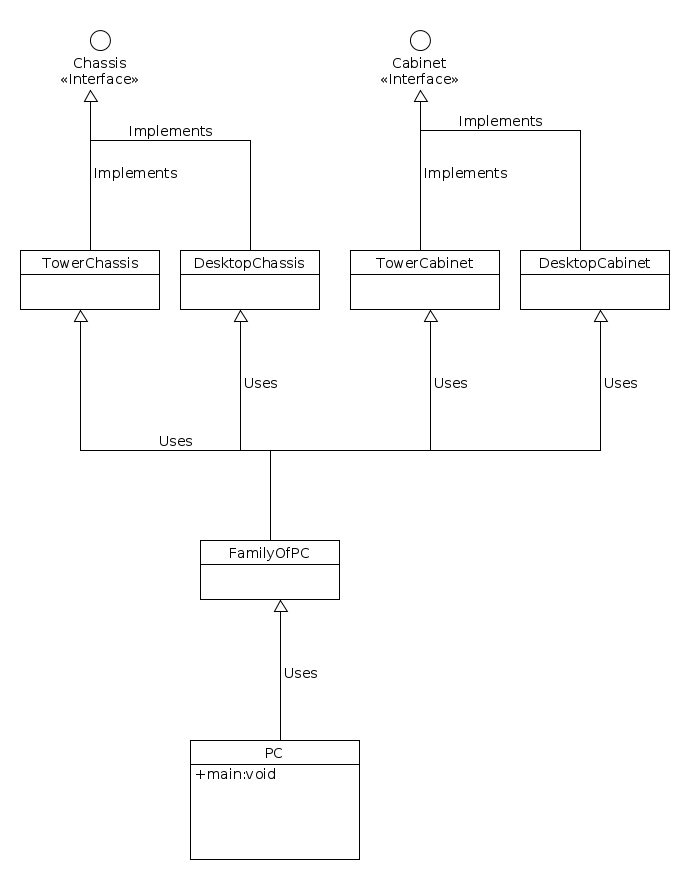 Chassis
«Interface»
Cabinet
«Interface»
Implements
Implements
Implements
Implements
TowerChassis
DesktopChassis
TowerCabinet
DesktopCabinet
Uses
Uses
Uses
Uses
FamilyOfPC
Uses
PC
+main:void